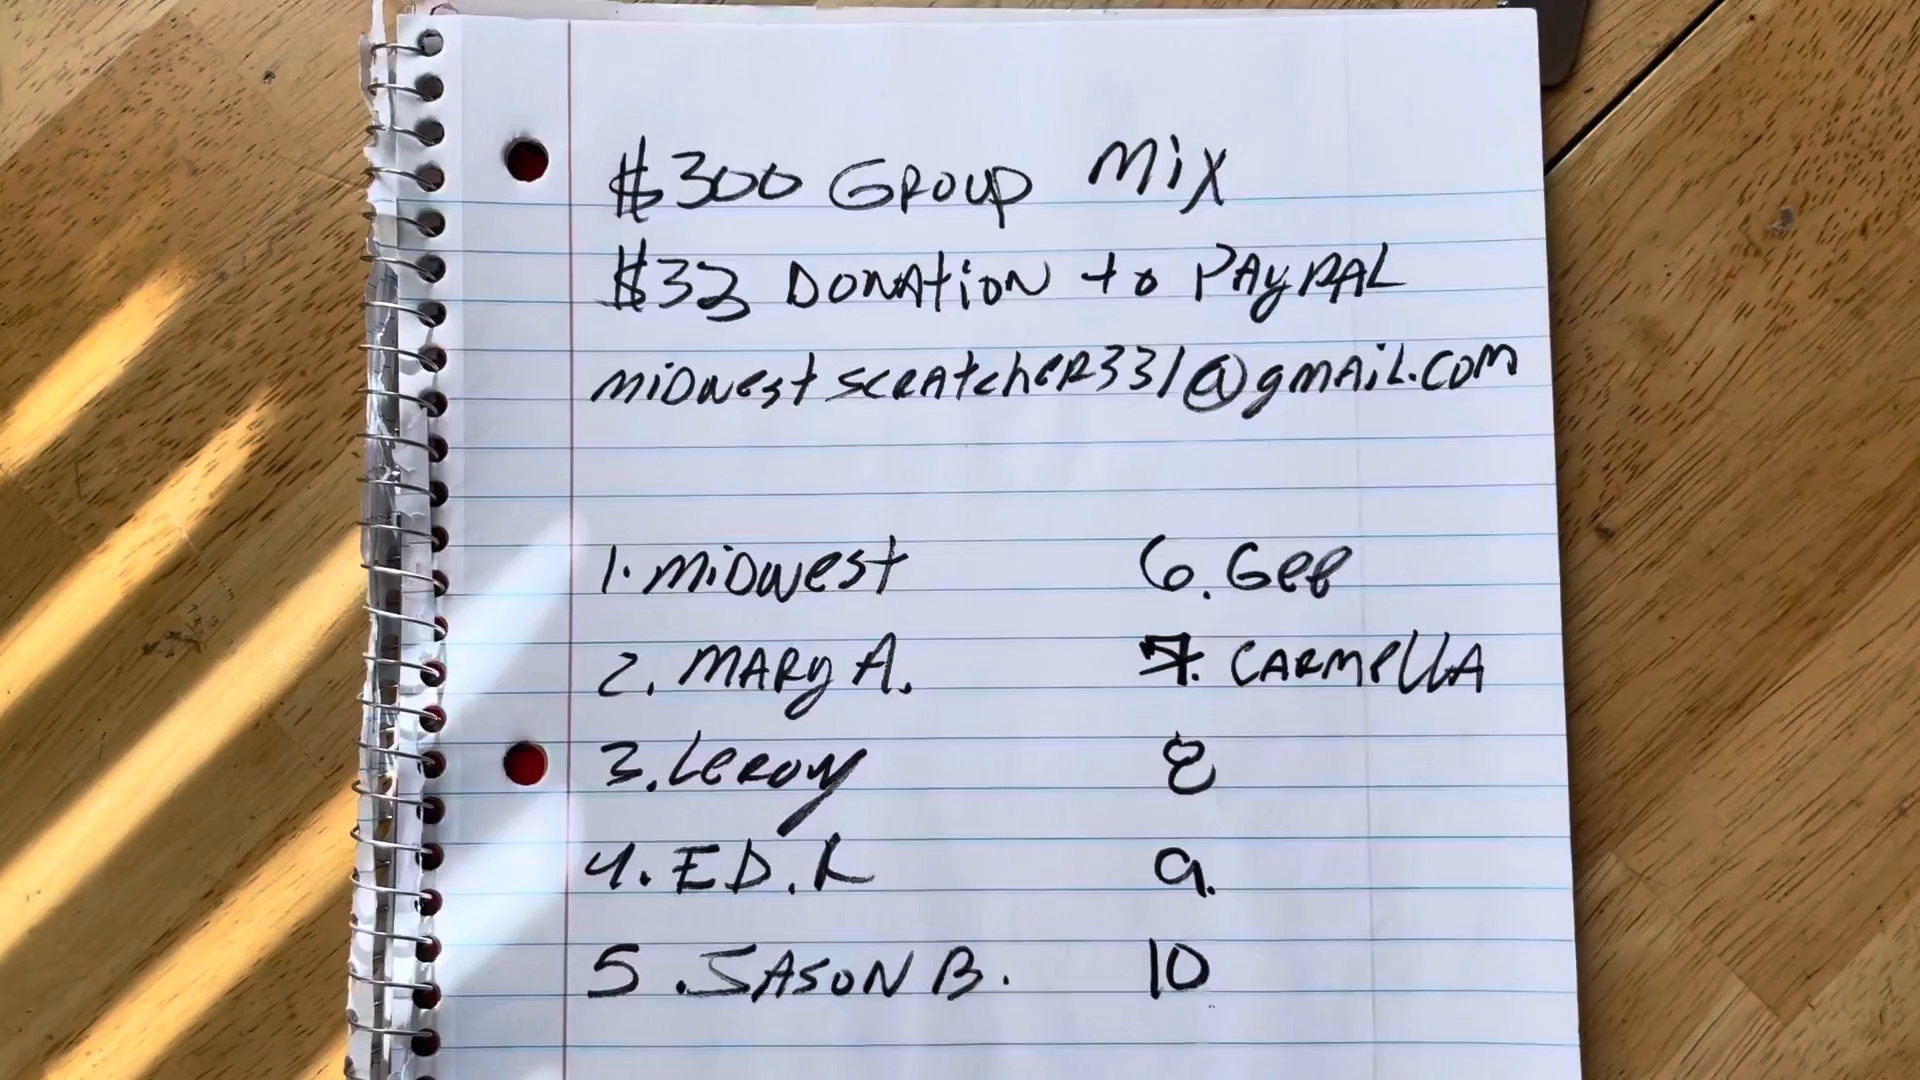 $300 GROUP MIX
$33 DONATION to PAYPAL
MIDWESTSCRATCHER331@gmail.com
1. MIDWEST
2. MARY A.
3. LEROY
4. ED. K
5. JASON B.
6. GEE
7. CARMELLA
8
9.
10